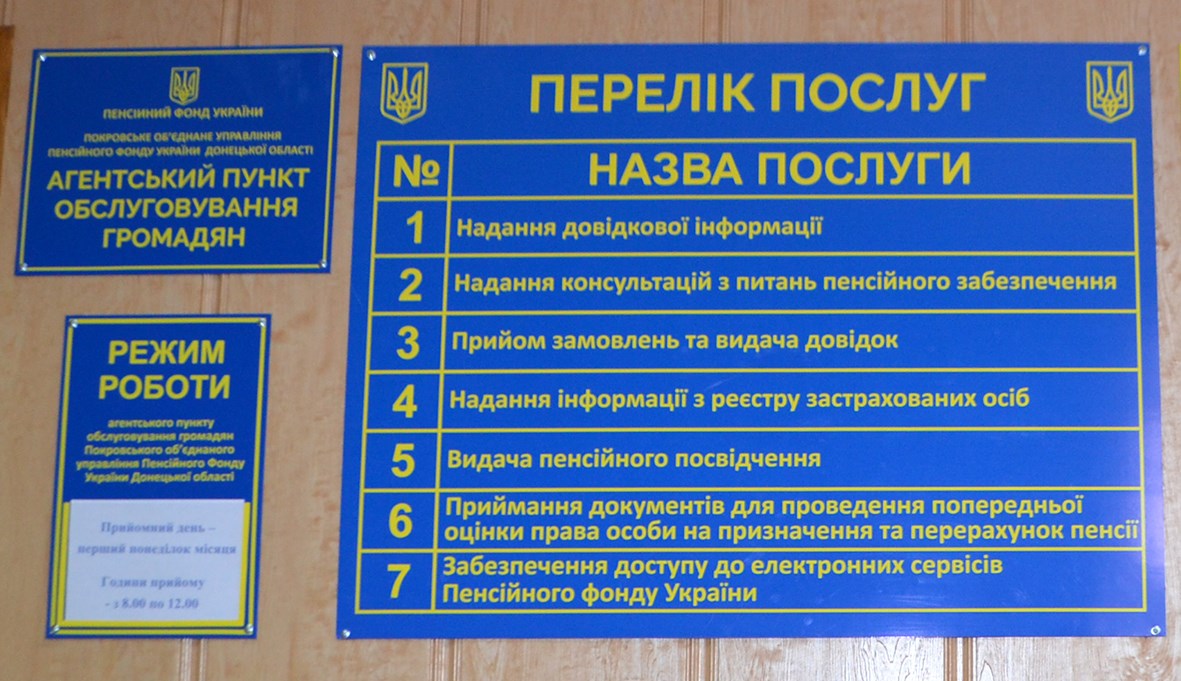 ПЕНСІЙНИЙ ФОНД УКРАЇНИ
ПОКРОВСЬКЕ ОБ'ЄДНАНЕ УПРАВЛІННЯ
ПЕНСІЙНОГО ФОНДУ УКРАЇНИ ДОНЕЦЬКОЇ ОБЛАСТІ
АГЕНТСЬКИЙ ПУНКТ
ОБСЛУГОВУВАННЯ
ГРОМАДЯН
РЕЖИМ
РОБОТИ
агентського пункту
обслуговування громадян
Покровського об'єднаного
управління Пенсійного Фонду
України Донецької області
Прийомний день –
перший понеділок місяця
Години прийому
- з 8.00 по 12.00
ПЕРЕЛІК ПОСЛУГ
№ НАЗВА ПОСЛУГИ
1 Надання довідкової інформації
2 Надання консультацій з питань пенсійного забезпечення
3 Прийом замовлень та видача довідок
4 Надання інформації з реєстру застрахованих осіб
5 Видача пенсійного посвідчення
6 Приймання документів для проведення попередньої
оцінки права особи на призначення та перерахунок пенсії
7 Забезпечення доступу до електронних сервісів
Пенсійного фонду України